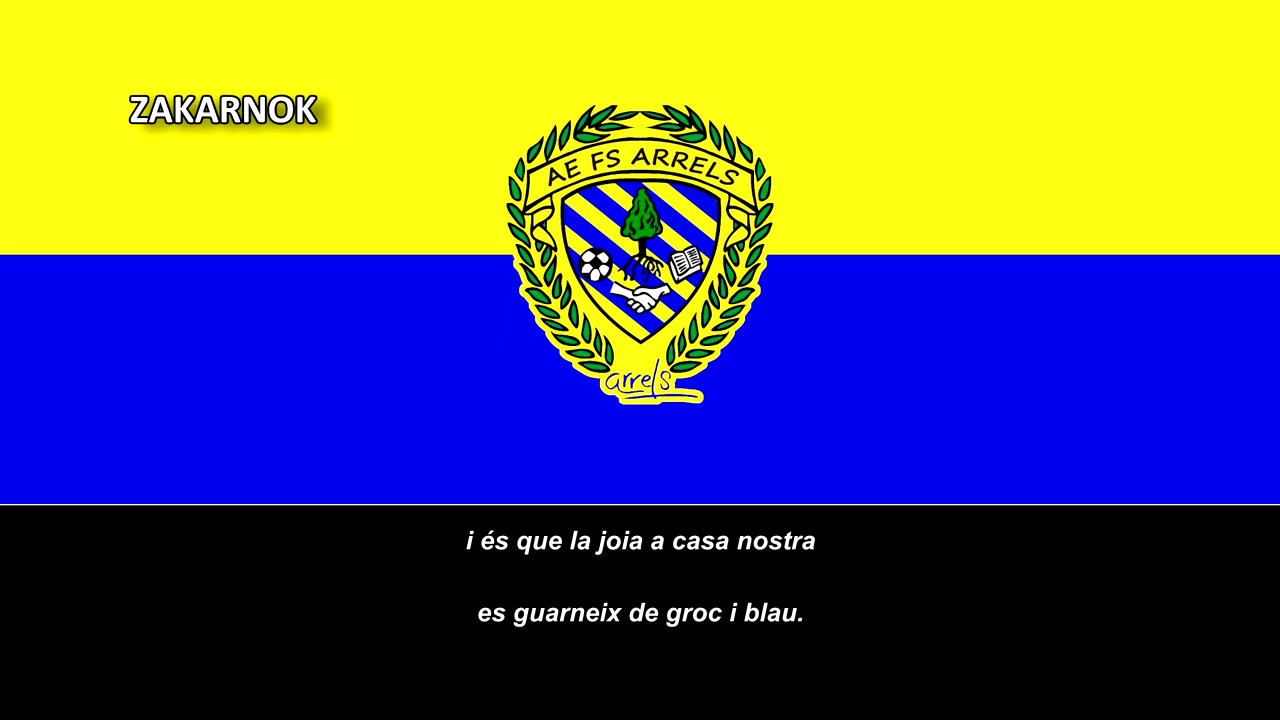 ZAKARNOK
AE FS ARRELS
arrels
i és que la joia a casa nostra
es guarneix de groc i blau.